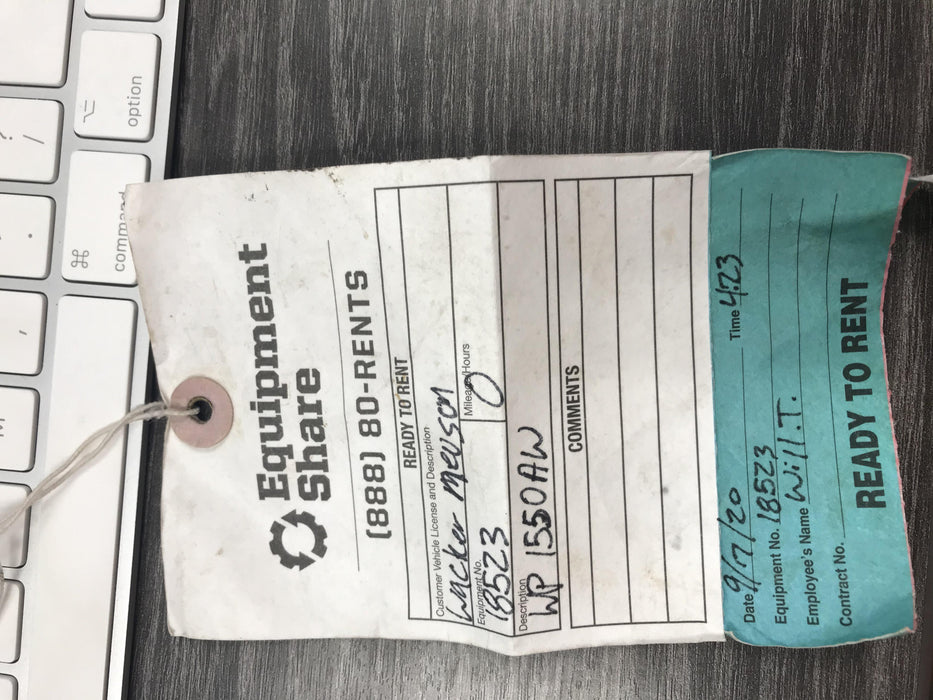 Equipment
Share
(888) 80-RENTS
READY TO RENT
Customer Vehicle License and Description
Wacker Meuson
Equipment No.
18523
Mileage/Hours
0
Description
WP 1550AW
COMMENTS
Date 9/17/20 Time 4:23
Equipment No. 18523
Employee's Name Will T.
Contract No.
READY TO RENT
option
⌘
command
? /
.
,